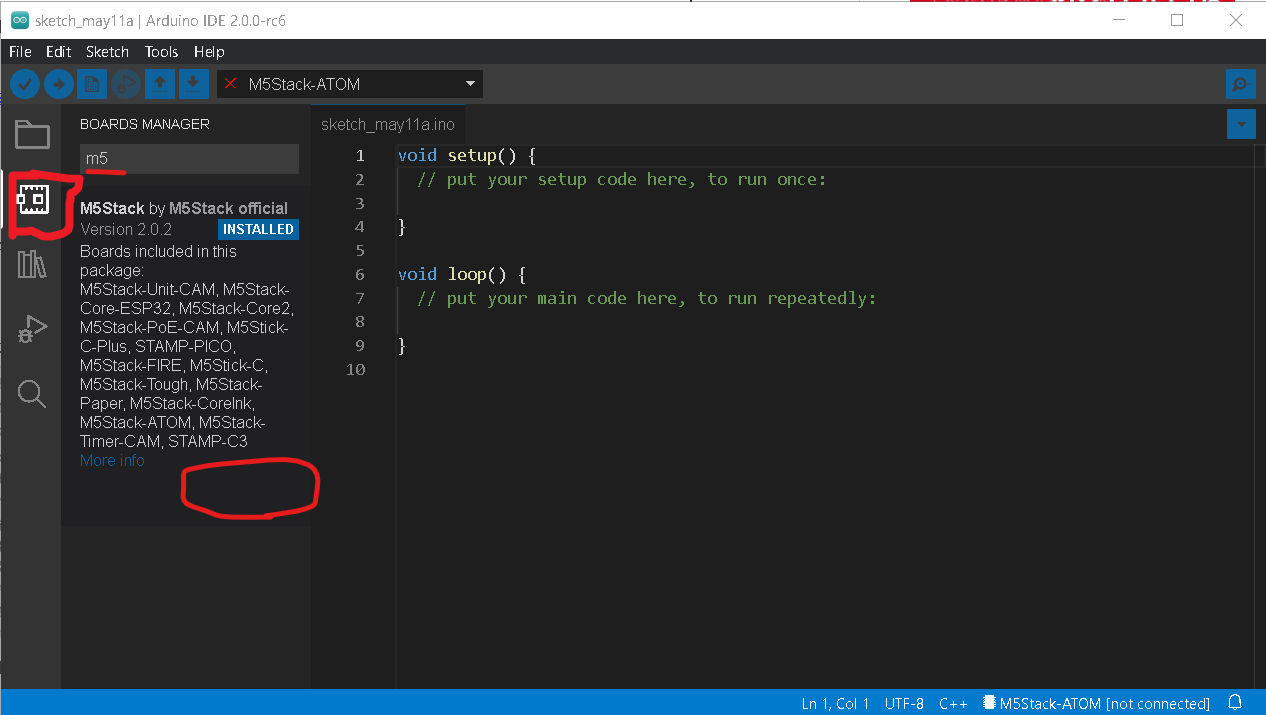 sketch_may11a | Arduino IDE 2.0.0-rc6
File Edit Sketch Tools Help
M5Stack-ATOM
BOARDS MANAGER
m5
M5Stack by M5Stack official
Version 2.0.2
INSTALLED
Boards included in this
package:
M5Stack-Unit-CAM, M5Stack-
Core-ESP32, M5Stack-Core2,
M5Stack-PoE-CAM, M5Stick-
C-Plus, STAMP-PICO,
M5Stack-FIRE, M5Stick-C,
M5Stack-Tough, M5Stack-
Paper, M5Stack-CoreInk,
M5Stack-ATOM, M5Stack-
Timer-CAM, STAMP-C3
More info
sketch_may11a.ino
1 void setup() {
2 // put your setup code here, to run once:
3
4 }
5
6 void loop() {
7 // put your main code here, to run repeatedly:
8
9 }
10
Ln 1, Col 1 UTF-8 C++ M5Stack-ATOM [not connected]